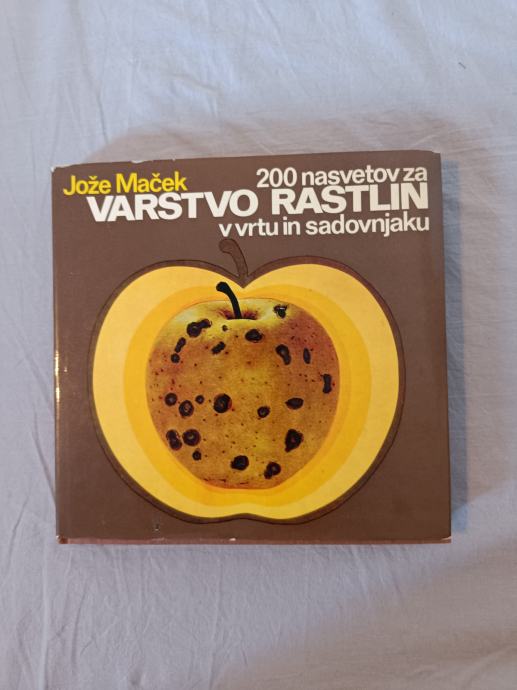 Jože Maček
200 nasvetov za
VARSTVO RASTLIN
v vrtu in sadovnjaku